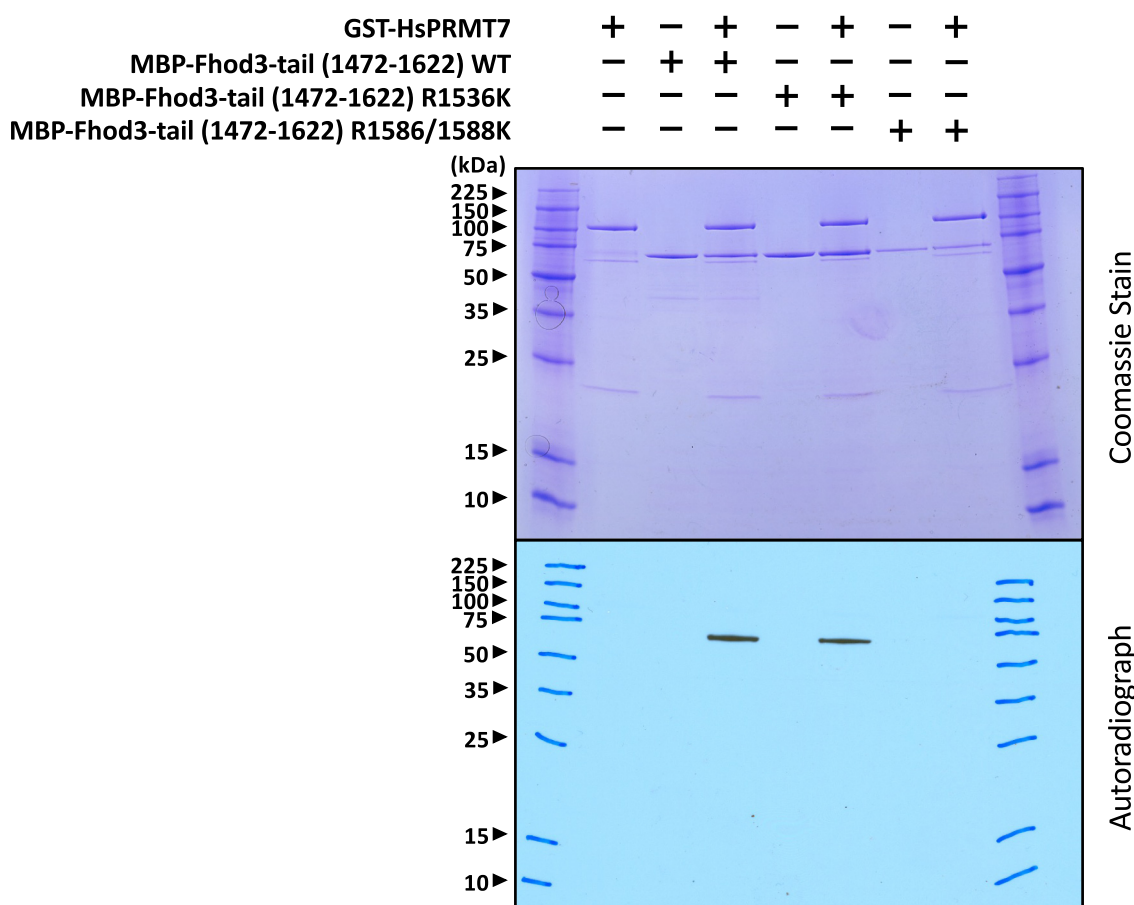 GST-HsPRMT7 + − + − + − +
MBP-Fhod3-tail (1472-1622) WT − + + − − − −
MBP-Fhod3-tail (1472-1622) R1536K − − − + + − −
MBP-Fhod3-tail (1472-1622) R1586/1588K − − − − − + +
(kDa)
225
150
100
75
50
35
25
15
10
Coomassie Stain
225
150
100
75
50
35
25
15
10
Autoradiograph